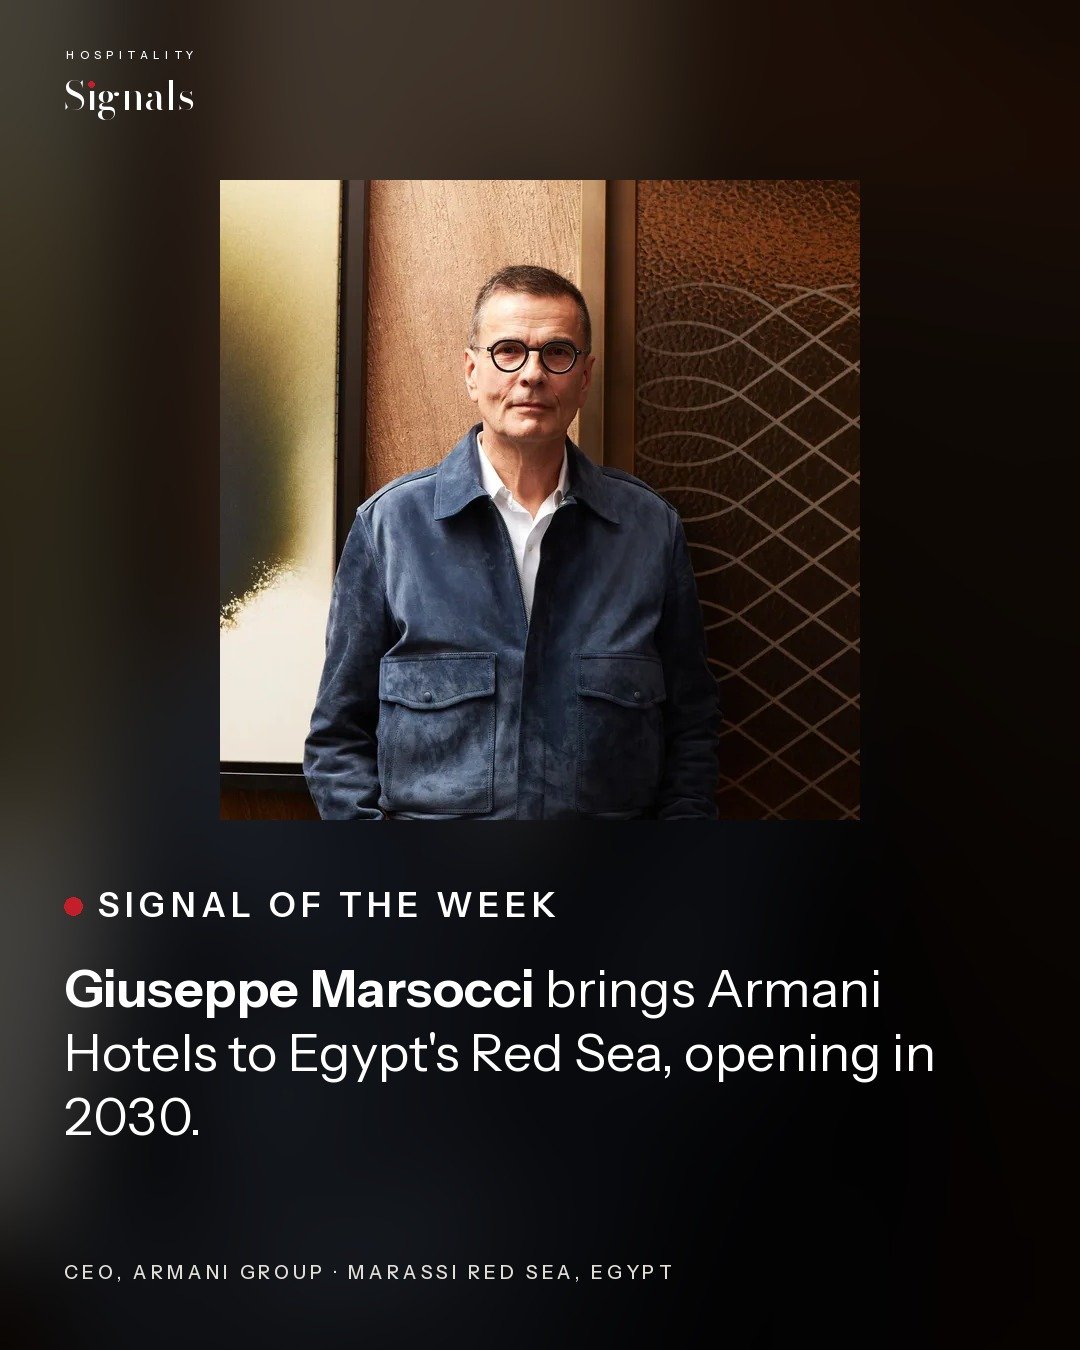 HOSPITALITY
Signals
SIGNAL OF THE WEEK
Giuseppe Marsocci brings Armani
Hotels to Egypt's Red Sea, opening in
2030.
CEO, ARMANI GROUP · MARASSI RED SEA, EGYPT